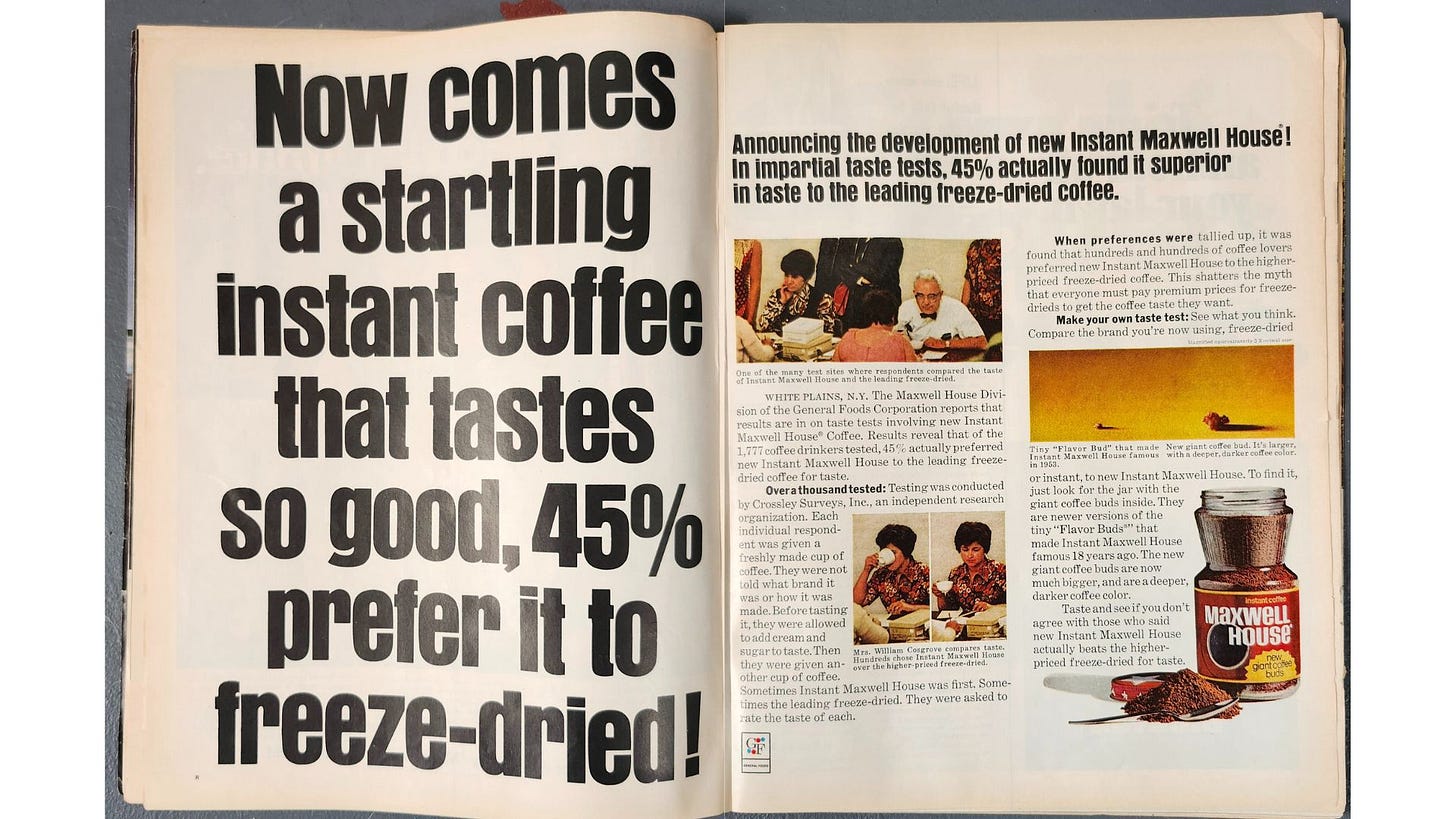 Now comes
a startling
instant coffee
that tastes
so good, 45%
prefer it to
freeze-dried!
Announcing the development of new Instant Maxwell House®!
In impartial taste tests, 45% actually found it superior
in taste to the leading freeze-dried coffee.
One of the many test sites where respondents compared the taste
of Instant Maxwell House and the leading freeze-dried.
WHITE PLAINS, N.Y. The Maxwell House Divi-
sion of the General Foods Corporation reports that
results are in on taste tests involving new Instant
Maxwell House® Coffee. Results reveal that of the
1,777 coffee drinkers tested, 45% actually preferred
new Instant Maxwell House to the leading freeze-
dried coffee for taste.
Over a thousand tested: Testing was conducted
by Crossley Surveys, Inc., an independent research
organization. Each
individual respond-
ent was given a
freshly made cup of
coffee. They were not
told what brand it
was or how it was
made. Before tasting
it, they were allowed
to add cream and
sugar to taste. Then
they were given an-
other cup of coffee.
Mrs. William Cosgrove compares taste.
Hundreds chose Instant Maxwell House
over the higher-priced freeze-dried.
Sometimes Instant Maxwell House was first. Some-
times the leading freeze-dried. They were asked to
rate the taste of each.
GF
GENERAL FOODS
When preferences were tallied up, it was
found that hundreds and hundreds of coffee lovers
preferred new Instant Maxwell House to the higher-
priced freeze-dried coffee. This shatters the myth
that everyone must pay premium prices for freeze-
drieds to get the coffee taste they want.
Make your own taste test: See what you think.
Compare the brand you're now using, freeze-dried
Magnified approximately
Tiny "Flavor Bud" that made
Instant Maxwell House famous
in 1953.
New giant coffee bud. It's larger,
with a deeper, darker coffee color.
or instant, to new Instant Maxwell House. To find it,
just look for the jar with the
giant coffee buds inside. They
are newer versions of the
tiny "Flavor Buds®" that
made Instant Maxwell House
famous 18 years ago. The new
giant coffee buds are now
much bigger, and are a deeper,
darker coffee color.
Taste and see if you don't
agree with those who said
new Instant Maxwell House
actually beats the higher-
priced freeze-dried for taste.
Instant coffee
MAXWELL
HOUSE®
new
giant coffee
buds